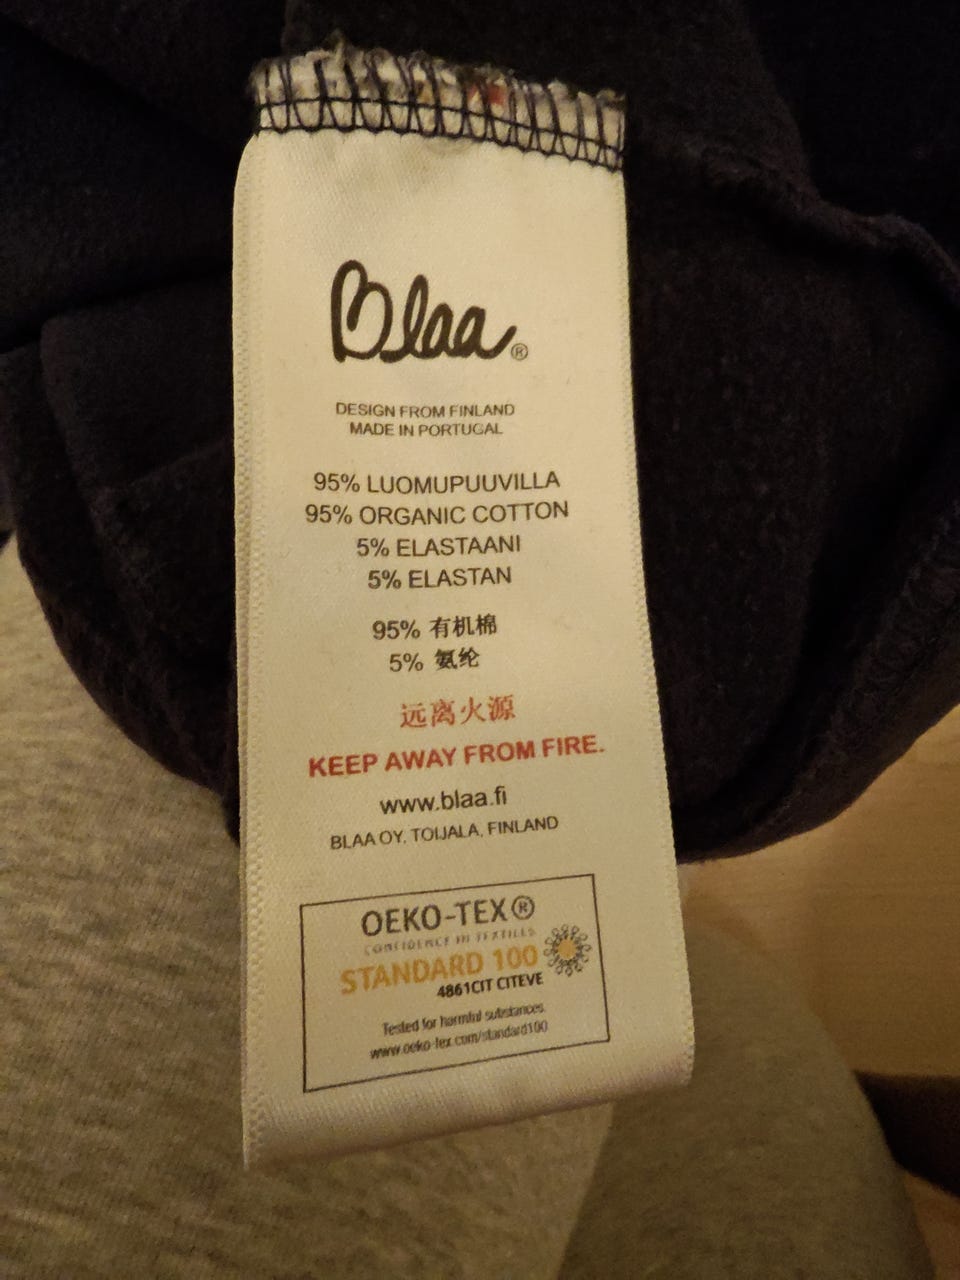 Blaa®
DESIGN FROM FINLAND
MADE IN PORTUGAL
95% LUOMUPUUVILLA
95% ORGANIC COTTON
5% ELASTAANI
5% ELASTAN
95% 有机棉
5% 氨纶
远离火源
KEEP AWAY FROM FIRE.
www.blaa.fi
BLAA OY, TOIJALA, FINLAND
OEKO-TEX®
CONFIDENCE IN TEXTILES
STANDARD 100
4861CIT CITEVE
Tested for harmful substances.
www.oeko-tex.com/standard100